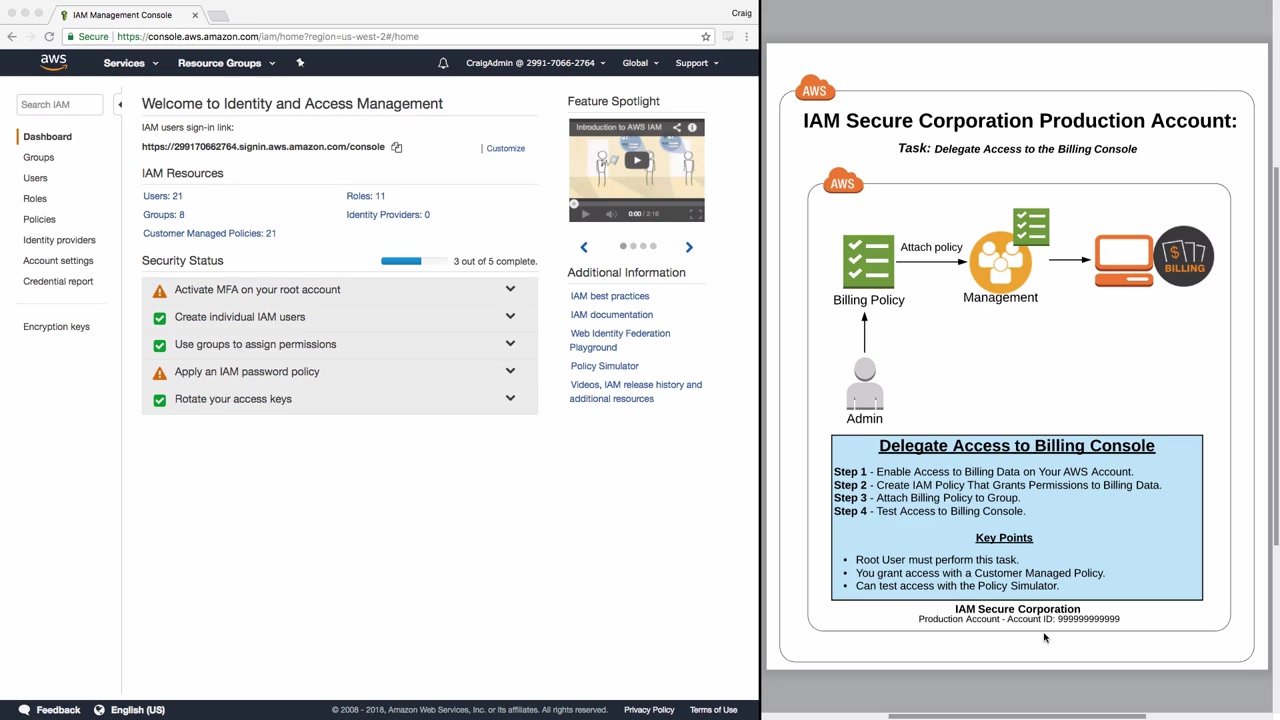 IAM Management Console
Craig
Secure | https://console.aws.amazon.com/iam/home?region=us-west-2#/home
aws
Services
Resource Groups
CraigAdmin @ 2991-7066-2764
Global
Support
Search IAM
Dashboard
Groups
Users
Roles
Policies
Identity providers
Account settings
Credential report
Encryption keys
Welcome to Identity and Access Management
IAM users sign-in link:
https://299170662764.signin.aws.amazon.com/console
Customize
IAM Resources
Users: 21
Roles: 11
Groups: 8
Identity Providers: 0
Customer Managed Policies: 21
Security Status
3 out of 5 complete.
Activate MFA on your root account
Create individual IAM users
Use groups to assign permissions
Apply an IAM password policy
Rotate your access keys
Feature Spotlight
Introduction to AWS IAM
0:00 / 2:16
Additional Information
IAM best practices
IAM documentation
Web Identity Federation
Playground
Policy Simulator
Videos, IAM release history and
additional resources
Feedback
English (US)
© 2008 - 2018, Amazon Web Services, Inc. or its affiliates. All rights reserved.
Privacy Policy
Terms of Use
AWS
IAM Secure Corporation Production Account:
Task: Delegate Access to the Billing Console
AWS
Attach policy
BILLING
Billing Policy
Management
Admin
Delegate Access to Billing Console
Step 1 - Enable Access to Billing Data on Your AWS Account.
Step 2 - Create IAM Policy That Grants Permissions to Billing Data.
Step 3 - Attach Billing Policy to Group.
Step 4 - Test Access to Billing Console.
Key Points
• Root User must perform this task.
• You grant access with a Customer Managed Policy.
• Can test access with the Policy Simulator.
IAM Secure Corporation
Production Account - Account ID: 999999999999